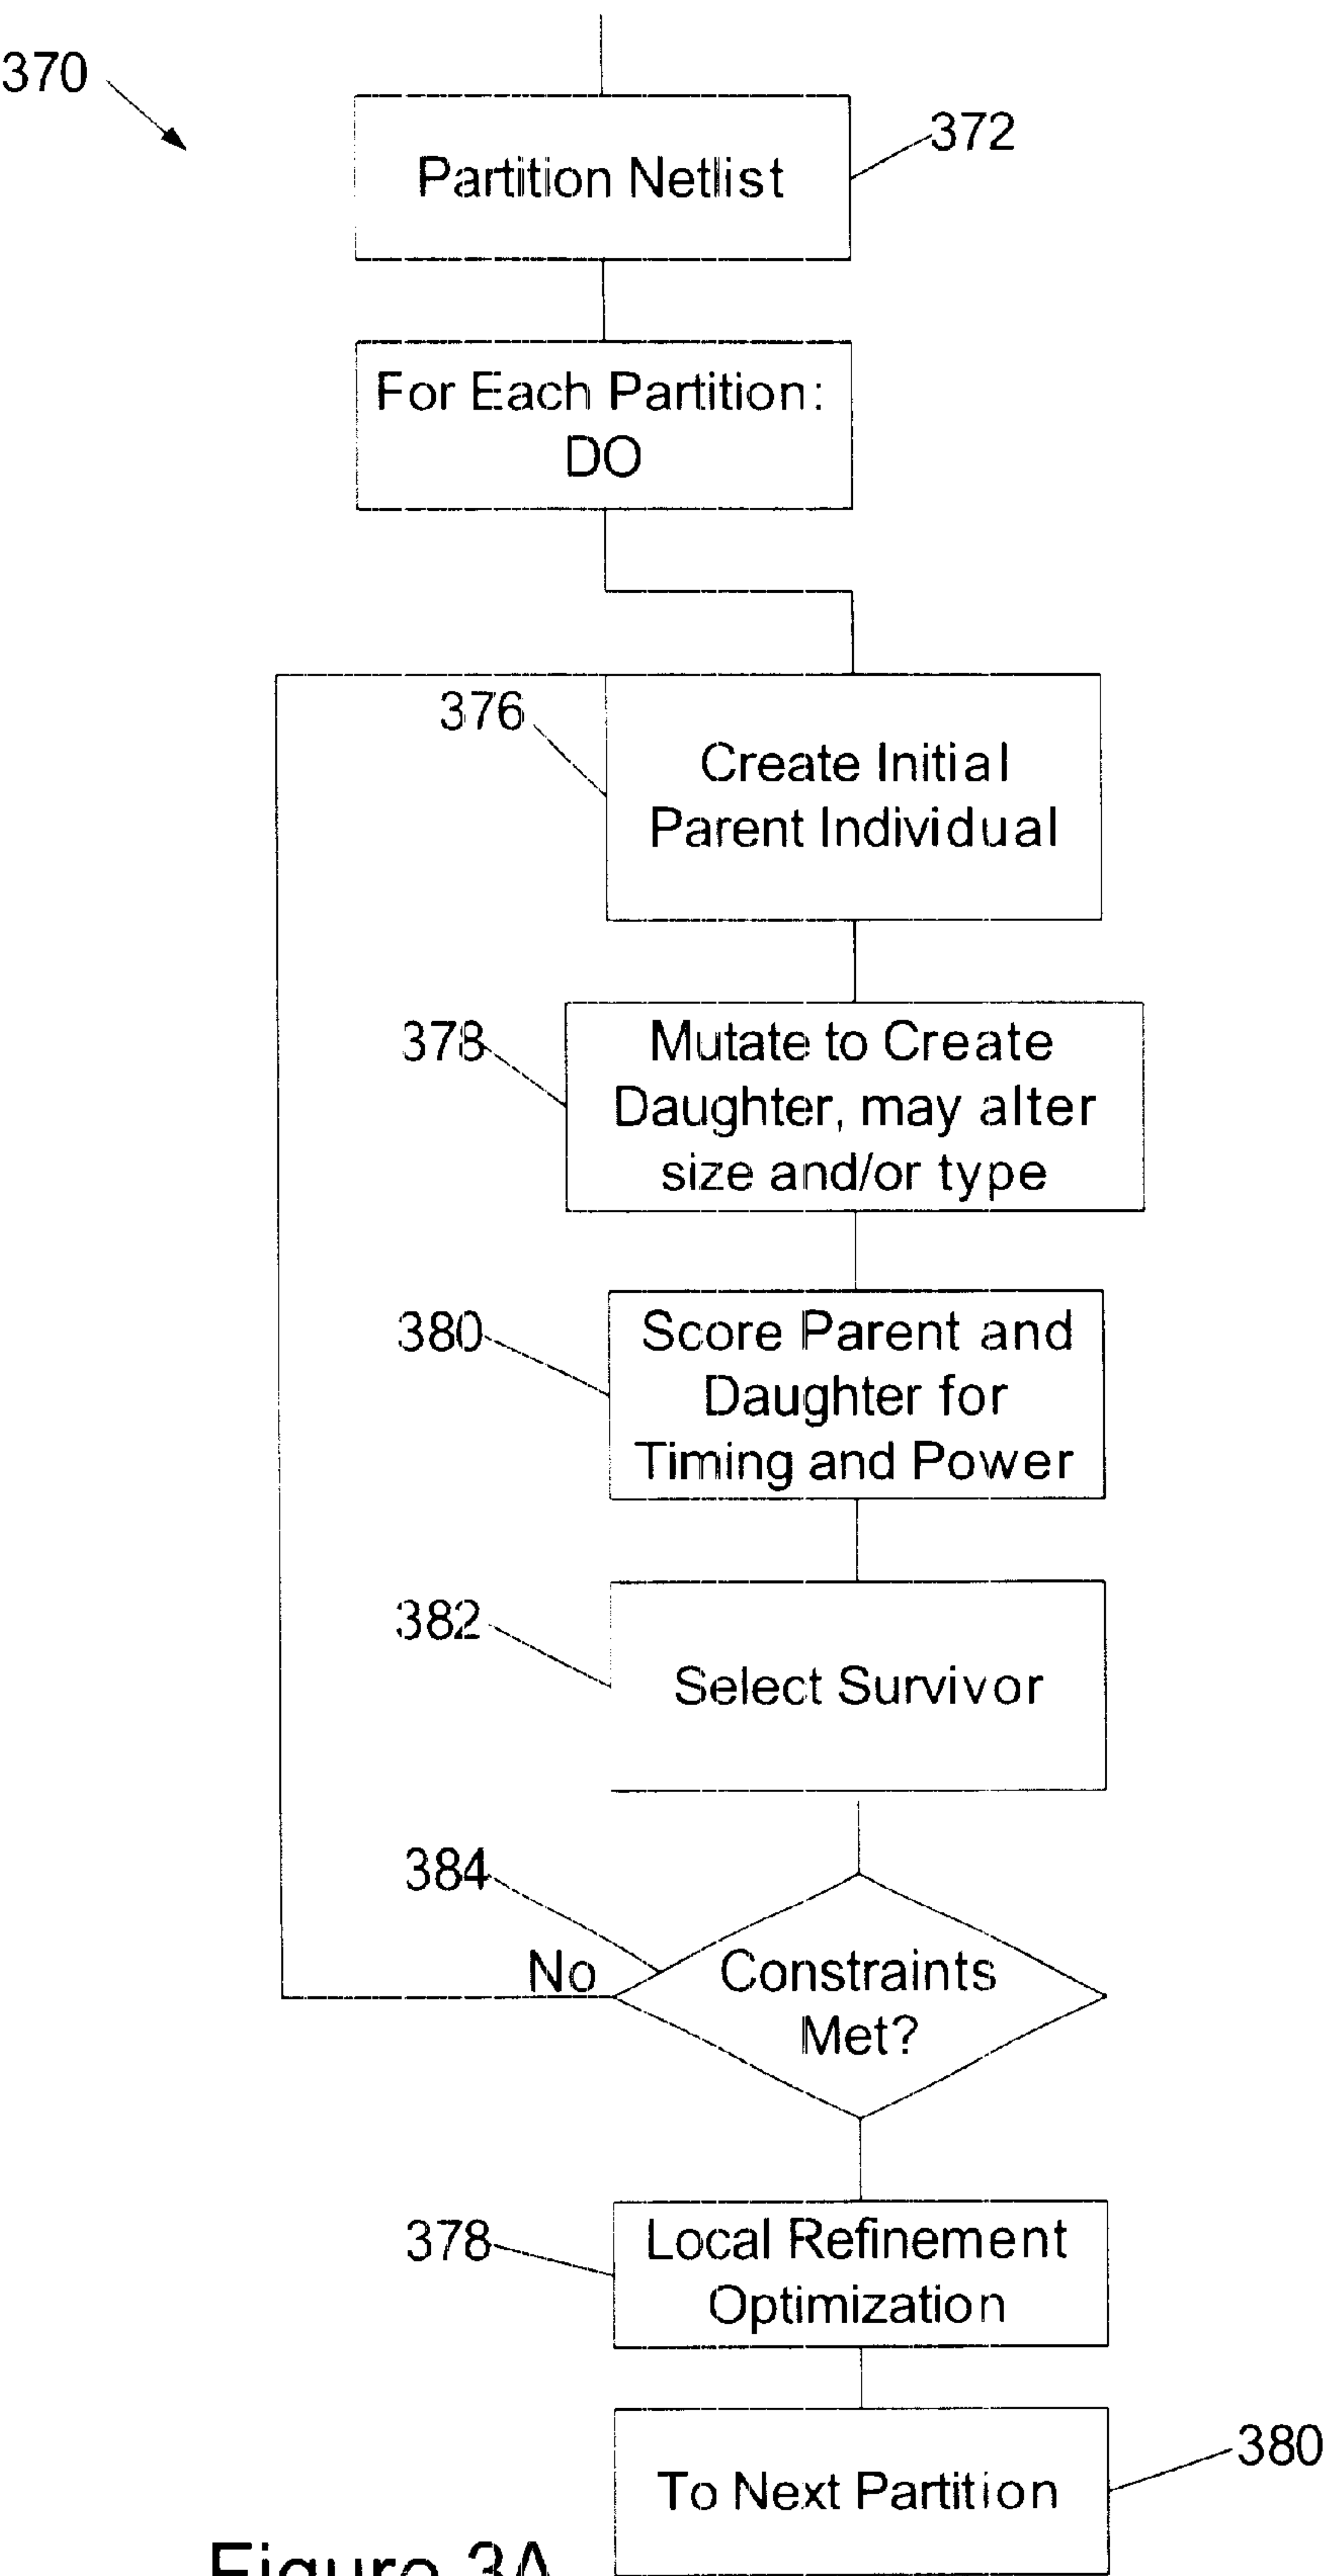 370
372
Partition Netlist
For Each Partition:
DO
376
Create Initial
Parent Individual
378
Mutate to Create
Daughter, may alter
size and/or type
380
Score Parent and
Daughter for
Timing and Power
382
Select Survivor
384
No
Constraints
Met?
378
Local Refinement
Optimization
380
To Next Partition
Figure 3A